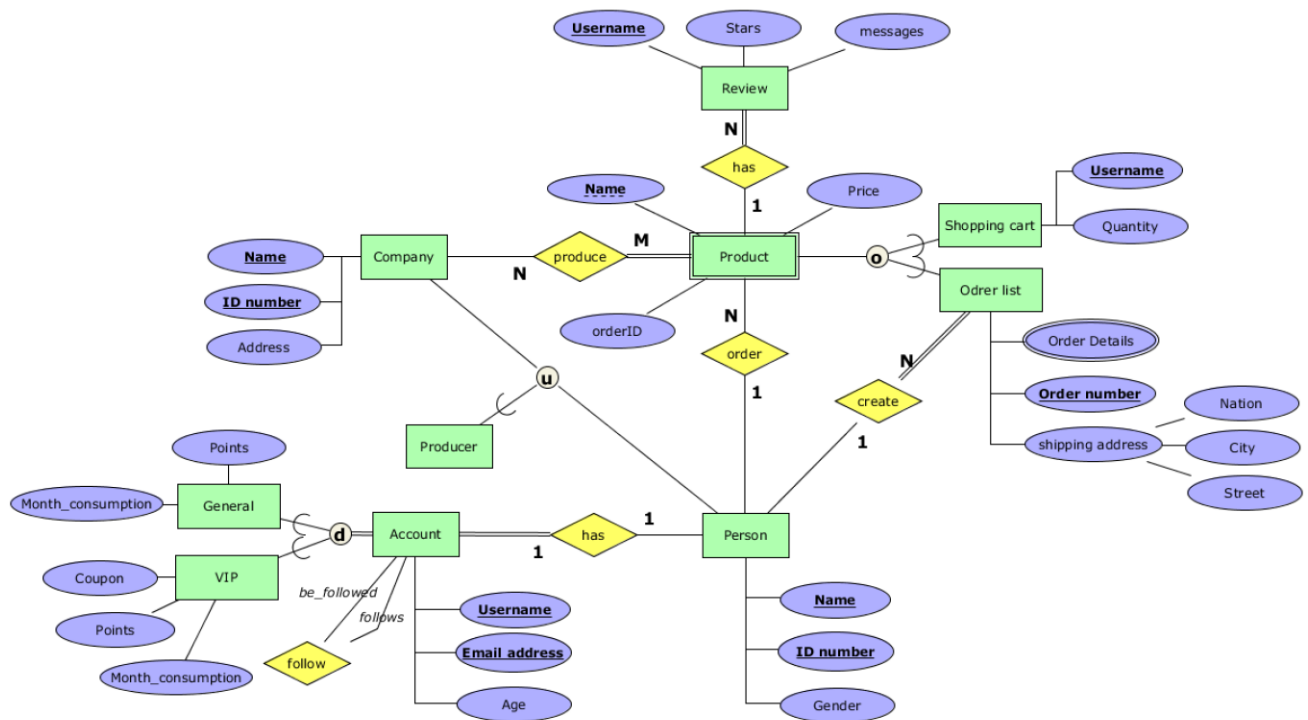 Username
Stars
messages
Review
N
has
1
Name
Price
Username
Shopping cart
Quantity
Name
Company
N
produce
M
Product
o
ID number
Odrer list
Address
orderID
N
order
1
Order Details
N
Order number
create
1
Nation
shipping address
City
Street
u
Producer
Points
Month_consumption
General
d
Account
1
has
1
Person
VIP
Coupon
Points
Month_consumption
be_followed
follows
follow
Username
Email address
Age
Name
ID number
Gender